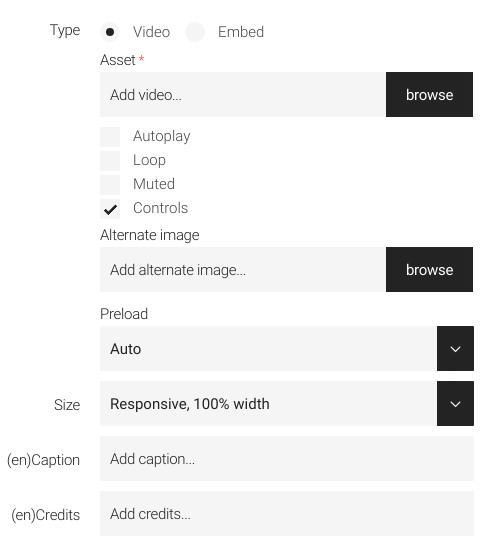 Type Video Embed
Asset *
Add video... browse
Autoplay
Loop
Muted
Controls
Alternate image
Add alternate image... browse
Preload
Auto
Size Responsive, 100% width
(en)Caption Add caption...
(en)Credits Add credits...